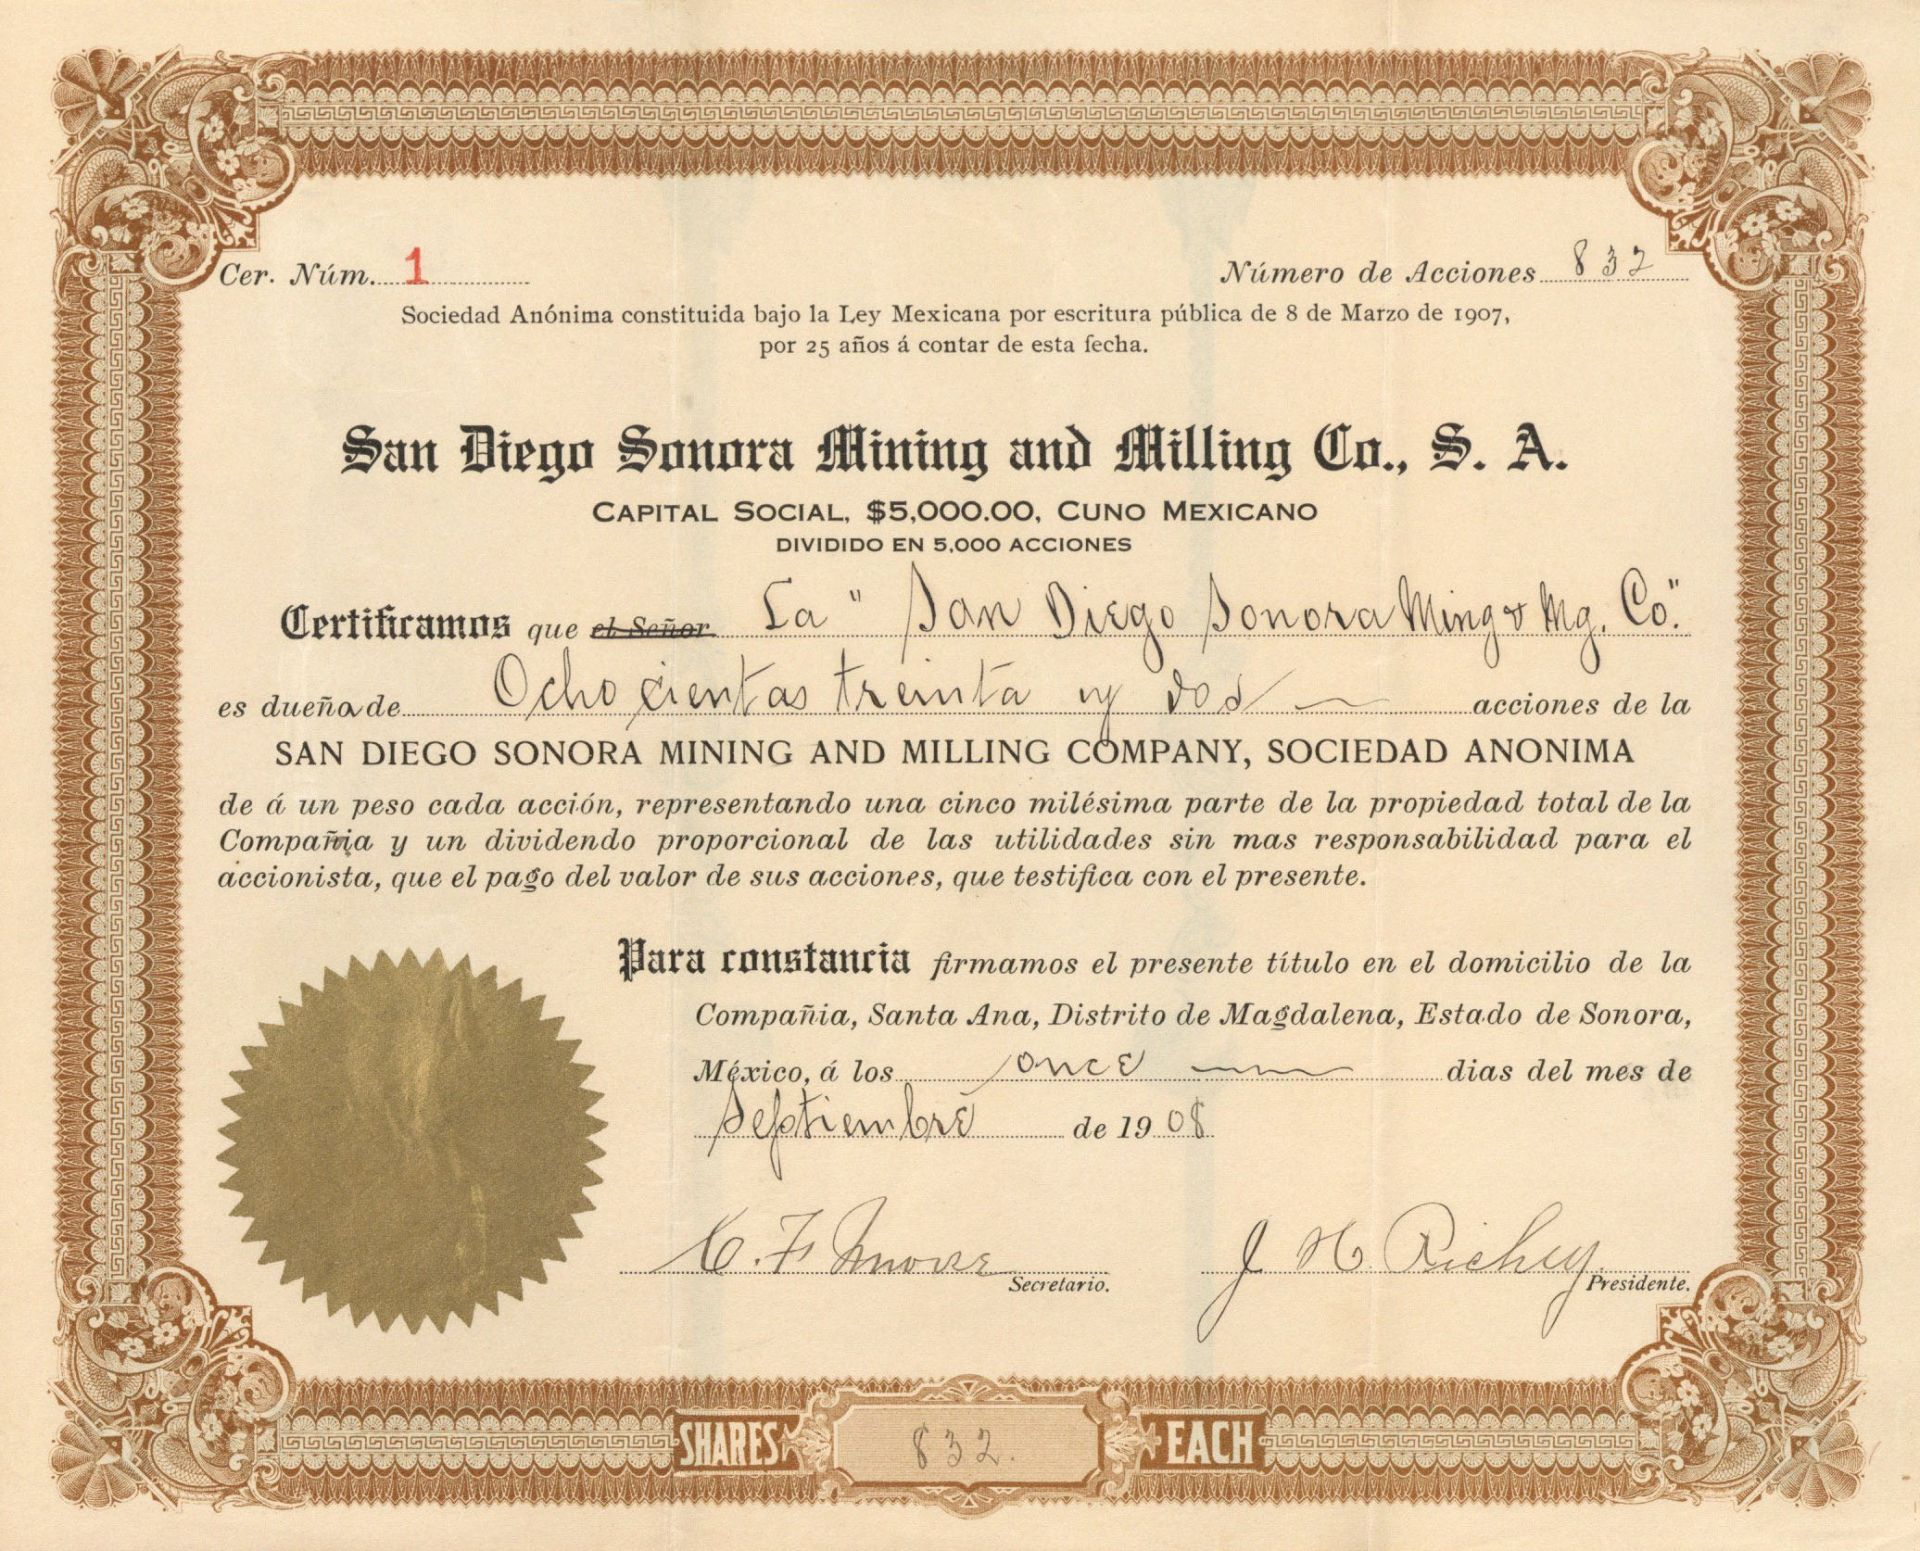 Cer. Núm. 1 Número de Acciones 832
Sociedad Anónima constituida bajo la Ley Mexicana por escritura pública de 8 de Marzo de 1907,
por 25 años á contar de esta fecha.
San Diego Sonora Mining and Milling Co., S. A.
CAPITAL SOCIAL, $5,000.00, CUNO MEXICANO
DIVIDIDO EN 5,000 ACCIONES
Certificamos que el Señor La "San Diego Sonora Ming & Mg. Co."
es dueña de Ocho cientas treinta y dos acciones de la
SAN DIEGO SONORA MINING AND MILLING COMPANY, SOCIEDAD ANONIMA
de á un peso cada acción, representando una cinco milésima parte de la propiedad total de la
Compañia y un dividendo proporcional de las utilidades sin mas responsabilidad para el
accionista, que el pago del valor de sus acciones, que testifica con el presente.
Para constancia firmamos el presente título en el domicilio de la
Compañia, Santa Ana, Distrito de Magdalena, Estado de Sonora,
México, á los once dias del mes de
Septiembre de 1908
C. F. Moore Secretario. J. H. Richey Presidente.
SHARES 832. EACH